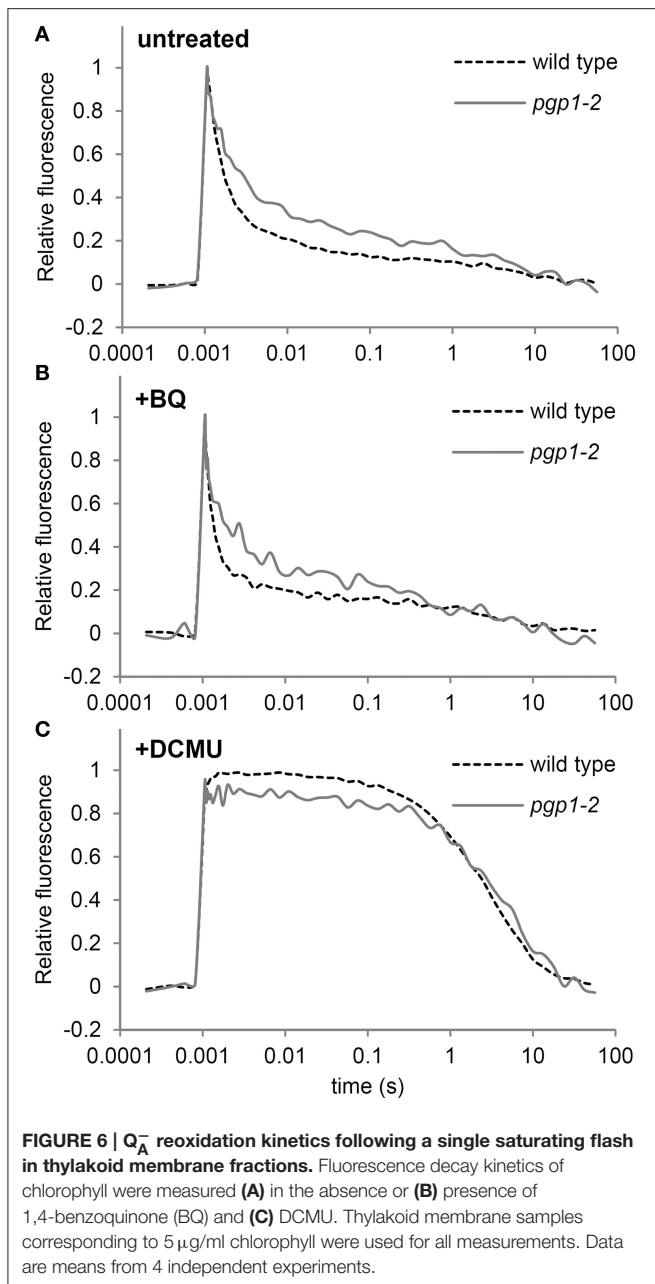 A
untreated
wild type
pgp1-2
Relative fluorescence
1
0.8
0.6
0.4
0.2
0
-0.2
0.0001 0.001 0.01 0.1 1 10 100
B
+BQ
wild type
pgp1-2
Relative fluorescence
1
0.8
0.6
0.4
0.2
0
-0.2
0.0001 0.001 0.01 0.1 1 10 100
C
+DCMU
wild type
pgp1-2
Relative fluorescence
1
0.8
0.6
0.4
0.2
0
-0.2
0.0001 0.001 0.01 0.1 1 10 100
time (s)
FIGURE 6 | Q_A^− reoxidation kinetics following a single saturating flash
in thylakoid membrane fractions. Fluorescence decay kinetics of
chlorophyll were measured (A) in the absence or (B) presence of
1,4-benzoquinone (BQ) and (C) DCMU. Thylakoid membrane samples
corresponding to 5 μg/ml chlorophyll were used for all measurements. Data
are means from 4 independent experiments.